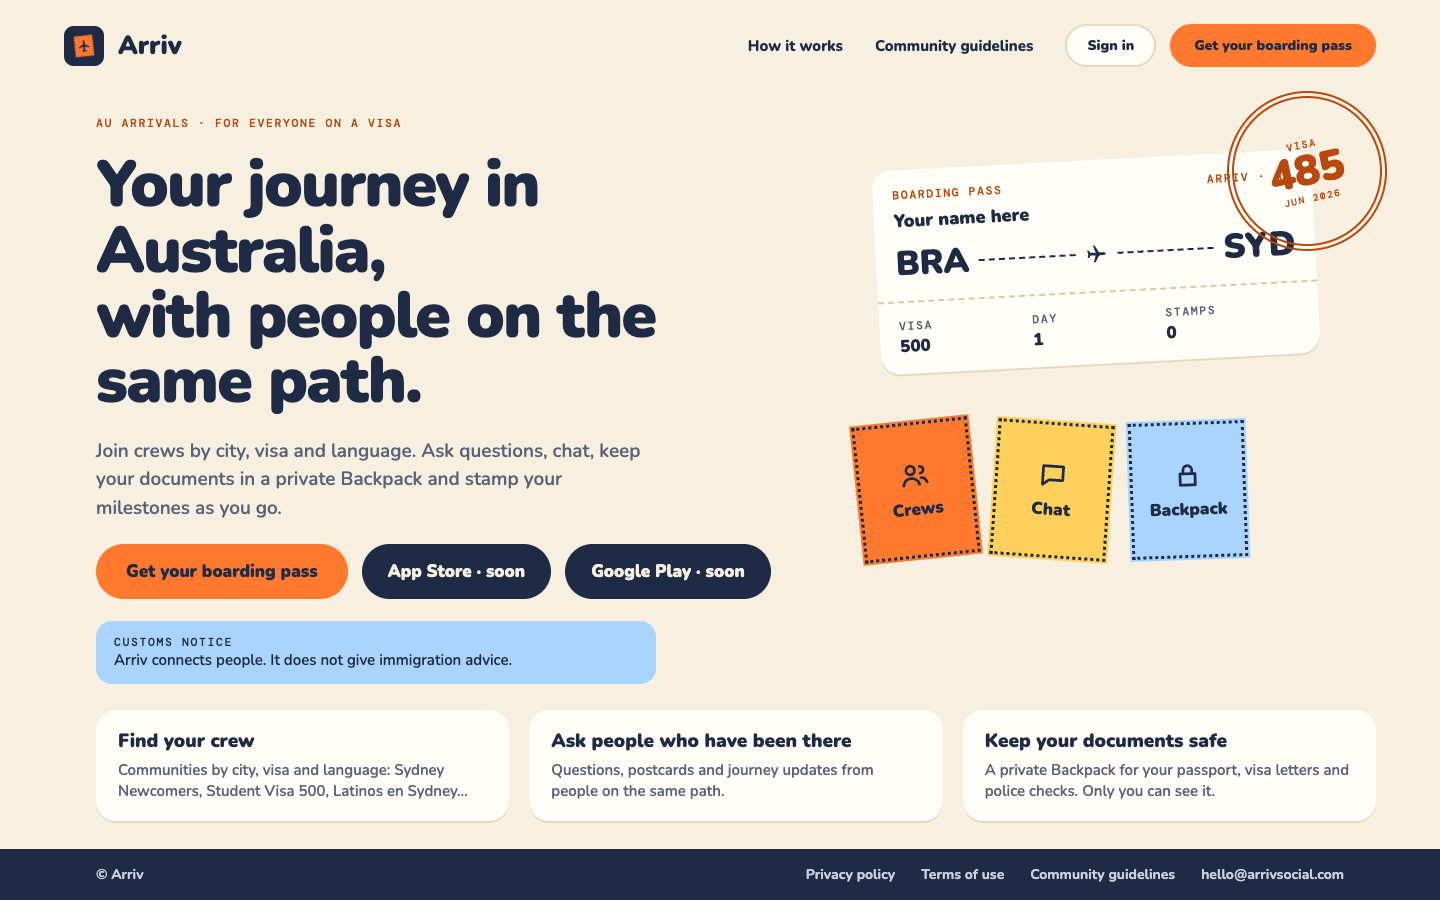 Arriv
How it works
Community guidelines
Sign in
Get your boarding pass
AU ARRIVALS · FOR EVERYONE ON A VISA
Your journey in
Australia,
with people on the
same path.
Join crews by city, visa and language. Ask questions, chat, keep
your documents in a private Backpack and stamp your
milestones as you go.
Get your boarding pass
App Store · soon
Google Play · soon
CUSTOMS NOTICE
Arriv connects people. It does not give immigration advice.
BOARDING PASS
ARRIV ·
Your name here
BRA
SYD
VISA
500
DAY
1
STAMPS
0
VISA
485
JUN 2026
Crews
Chat
Backpack
Find your crew
Communities by city, visa and language: Sydney
Newcomers, Student Visa 500, Latinos en Sydney…
Ask people who have been there
Questions, postcards and journey updates from
people on the same path.
Keep your documents safe
A private Backpack for your passport, visa letters and
police checks. Only you can see it.
© Arriv
Privacy policy
Terms of use
Community guidelines
hello@arrivsocial.com